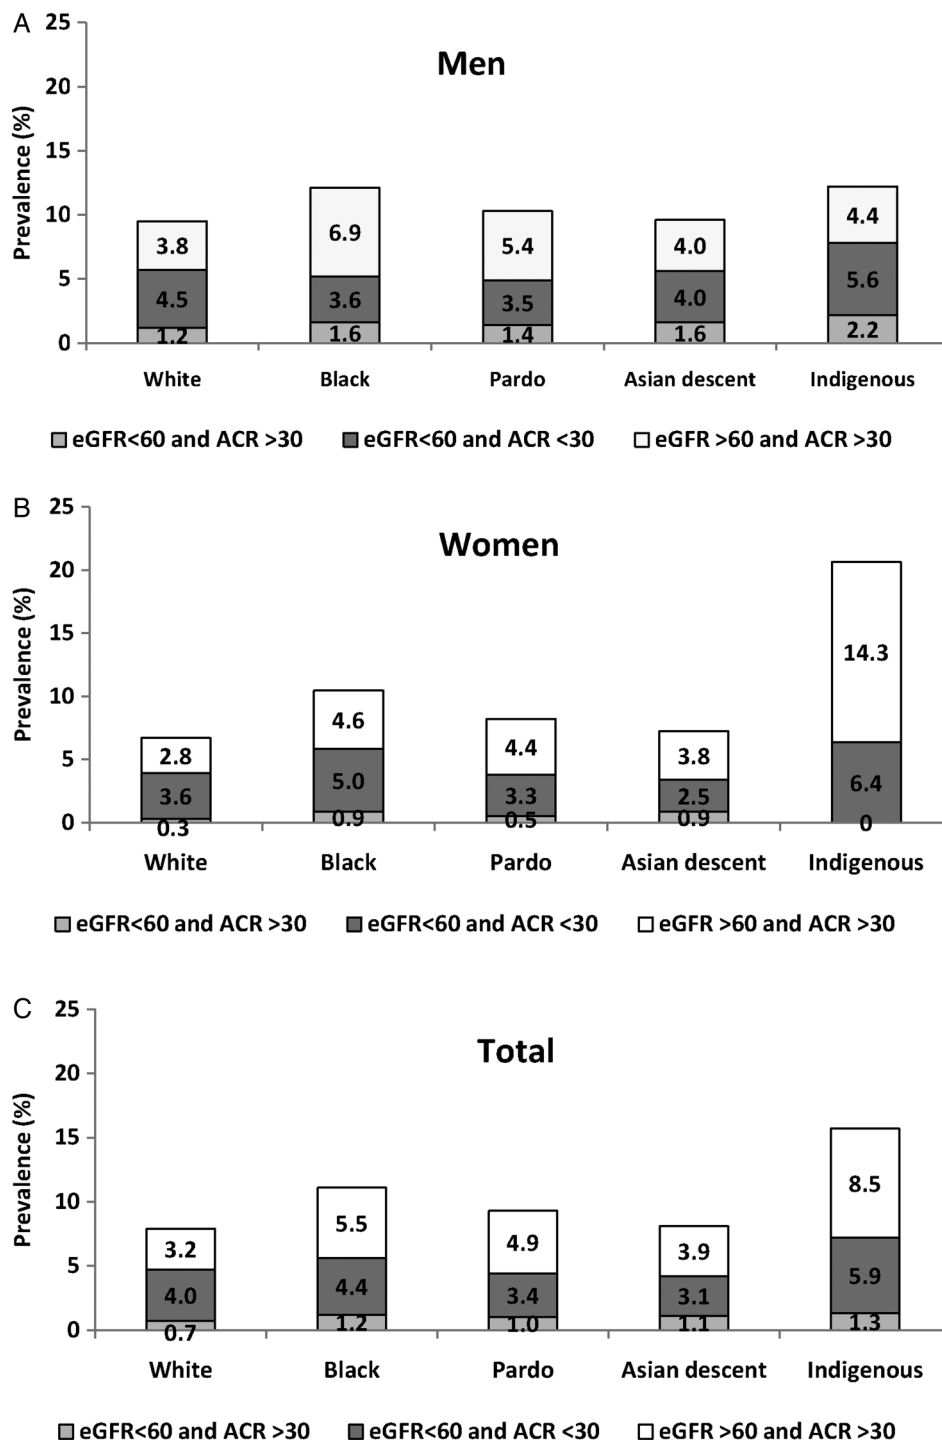 A
Men
Prevalence (%)
25
20
15
10
5
0
3.8 6.9 5.4 4.0 4.4
4.5 3.6 3.5 4.0 5.6
1.2 1.6 1.4 1.6 2.2
White Black Pardo Asian descent Indigenous
eGFR<60 and ACR >30 eGFR<60 and ACR <30 eGFR >60 and ACR >30
B
Women
Prevalence (%)
25
20
15
10
5
0
2.8 4.6 4.4 3.8 14.3
3.6 5.0 3.3 2.5 6.4
0.3 0.9 0.5 0.9 0
White Black Pardo Asian descent Indigenous
eGFR<60 and ACR >30 eGFR<60 and ACR <30 eGFR >60 and ACR >30
C
Total
Prevalence (%)
25
20
15
10
5
0
3.2 5.5 4.9 3.9 8.5
4.0 4.4 3.4 3.1 5.9
0.7 1.2 1.0 1.1 1.3
White Black Pardo Asian descent Indigenous
eGFR<60 and ACR >30 eGFR<60 and ACR <30 eGFR >60 and ACR >30